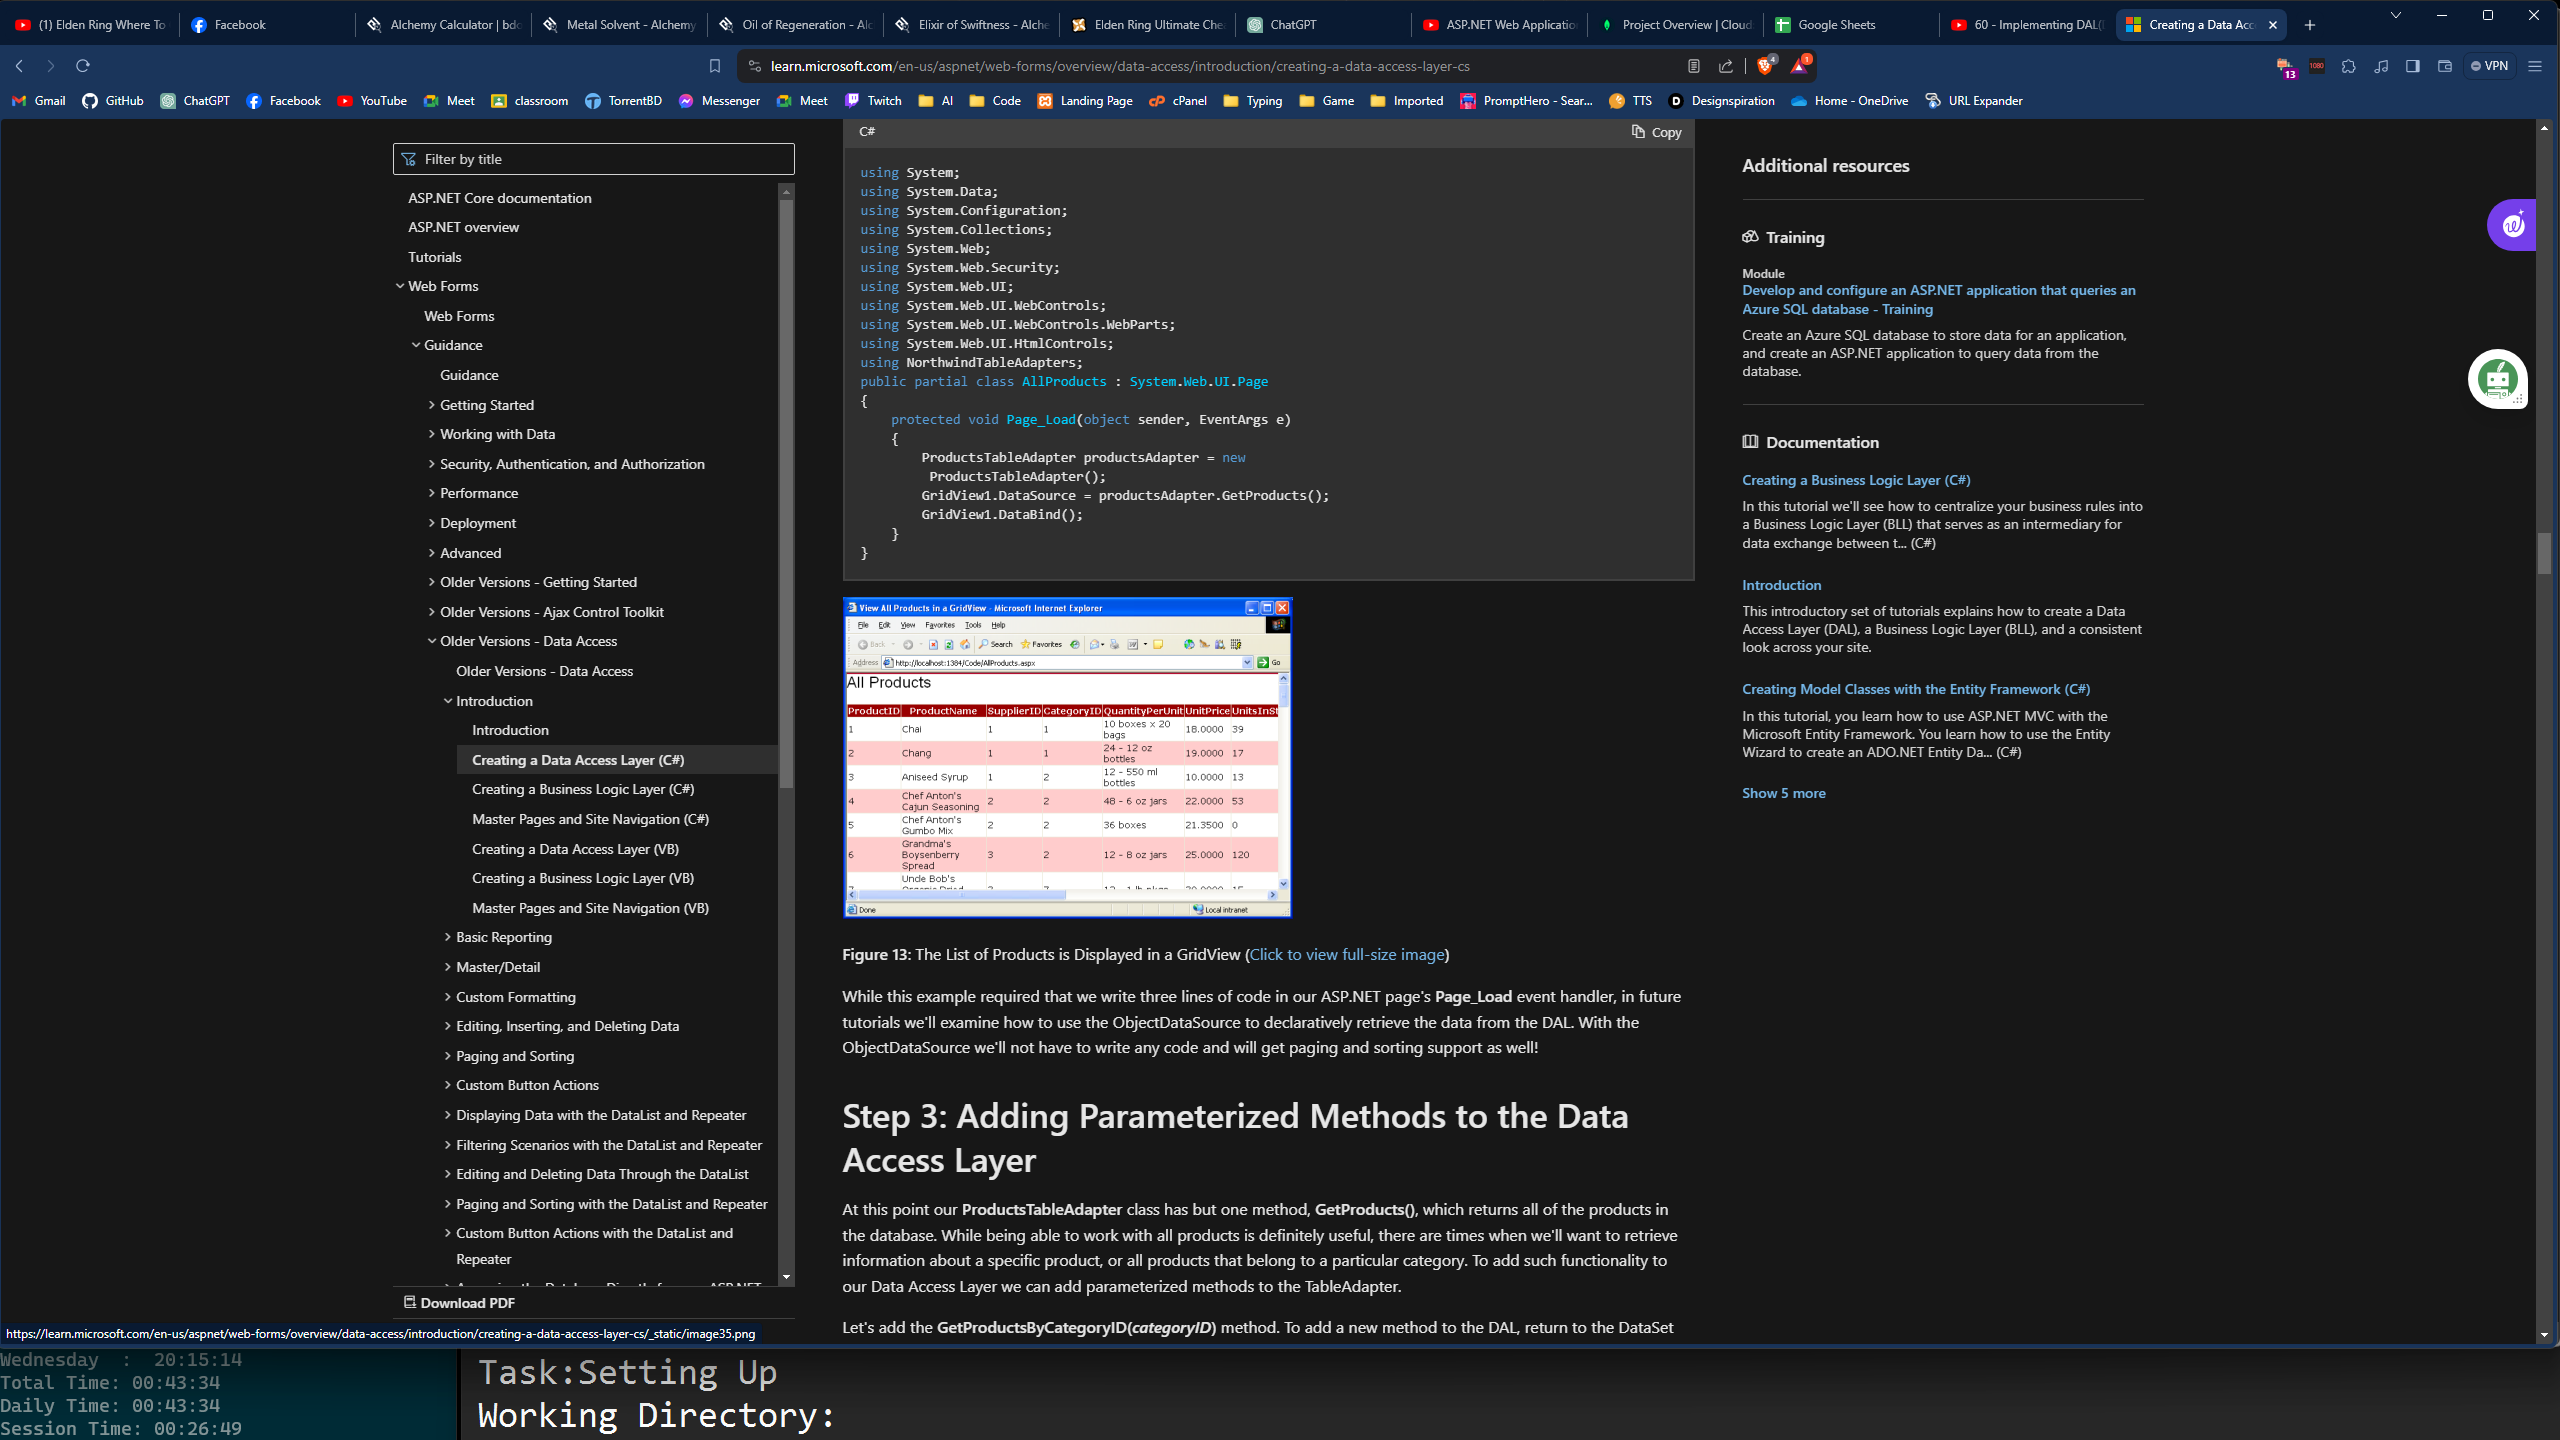 (1) Elden Ring Where To
Facebook
Alchemy Calculator | bdo
Metal Solvent - Alchemy
Oil of Regeneration - Alc
Elixir of Swiftness - Alche
Elden Ring Ultimate Che
ChatGPT
ASP.NET Web Application
Project Overview | Cloud
Google Sheets
60 - Implementing DAL(
Creating a Data Acc
learn.microsoft.com/en-us/aspnet/web-forms/overview/data-access/introduction/creating-a-data-access-layer-cs
4
1
13
1080
VPN
Gmail
GitHub
ChatGPT
Facebook
YouTube
Meet
classroom
TorrentBD
Messenger
Meet
Twitch
AI
Code
Landing Page
cPanel
Typing
Game
Imported
PromptHero - Sear...
TTS
Designspiration
Home - OneDrive
URL Expander
Filter by title
ASP.NET Core documentation
ASP.NET overview
Tutorials
Web Forms
Web Forms
Guidance
Guidance
Getting Started
Working with Data
Security, Authentication, and Authorization
Performance
Deployment
Advanced
Older Versions - Getting Started
Older Versions - Ajax Control Toolkit
Older Versions - Data Access
Older Versions - Data Access
Introduction
Introduction
Creating a Data Access Layer (C#)
Creating a Business Logic Layer (C#)
Master Pages and Site Navigation (C#)
Creating a Data Access Layer (VB)
Creating a Business Logic Layer (VB)
Master Pages and Site Navigation (VB)
Basic Reporting
Master/Detail
Custom Formatting
Editing, Inserting, and Deleting Data
Paging and Sorting
Custom Button Actions
Displaying Data with the DataList and Repeater
Filtering Scenarios with the DataList and Repeater
Editing and Deleting Data Through the DataList
Paging and Sorting with the DataList and Repeater
Custom Button Actions with the DataList and
Repeater
Download PDF
C#
Copy
using System;
using System.Data;
using System.Configuration;
using System.Collections;
using System.Web;
using System.Web.Security;
using System.Web.UI;
using System.Web.UI.WebControls;
using System.Web.UI.WebControls.WebParts;
using System.Web.UI.HtmlControls;
using NorthwindTableAdapters;
public partial class AllProducts : System.Web.UI.Page
{
protected void Page_Load(object sender, EventArgs e)
{
ProductsTableAdapter productsAdapter = new
ProductsTableAdapter();
GridView1.DataSource = productsAdapter.GetProducts();
GridView1.DataBind();
}
}
View All Products in a GridView - Microsoft Internet Explorer
File Edit View Favorites Tools Help
Back Search Favorites
Address http://localhost:1384/Code/AllProducts.aspx Go
All Products
ProductID ProductName SupplierID CategoryID QuantityPerUnit UnitPrice UnitsInSt
1 Chai 1 1 10 boxes x 20 bags 18.0000 39
2 Chang 1 1 24 - 12 oz bottles 19.0000 17
3 Aniseed Syrup 1 2 12 - 550 ml bottles 10.0000 13
4 Chef Anton's Cajun Seasoning 2 2 48 - 6 oz jars 22.0000 53
5 Chef Anton's Gumbo Mix 2 2 36 boxes 21.3500 0
6 Grandma's Boysenberry Spread 3 2 12 - 8 oz jars 25.0000 120
Uncle Bob's
Done
Local intranet
Figure 13: The List of Products is Displayed in a GridView (Click to view full-size image)
While this example required that we write three lines of code in our ASP.NET page's Page_Load event handler, in future
tutorials we'll examine how to use the ObjectDataSource to declaratively retrieve the data from the DAL. With the
ObjectDataSource we'll not have to write any code and will get paging and sorting support as well!
Step 3: Adding Parameterized Methods to the Data
Access Layer
At this point our ProductsTableAdapter class has but one method, GetProducts(), which returns all of the products in
the database. While being able to work with all products is definitely useful, there are times when we'll want to retrieve
information about a specific product, or all products that belong to a particular category. To add such functionality to
our Data Access Layer we can add parameterized methods to the TableAdapter.
Let's add the GetProductsByCategoryID(categoryID) method. To add a new method to the DAL, return to the DataSet
Additional resources
Training
Module
Develop and configure an ASP.NET application that queries an
Azure SQL database - Training
Create an Azure SQL database to store data for an application,
and create an ASP.NET application to query data from the
database.
Documentation
Creating a Business Logic Layer (C#)
In this tutorial we'll see how to centralize your business rules into
a Business Logic Layer (BLL) that serves as an intermediary for
data exchange between t... (C#)
Introduction
This introductory set of tutorials explains how to create a Data
Access Layer (DAL), a Business Logic Layer (BLL), and a consistent
look across your site.
Creating Model Classes with the Entity Framework (C#)
In this tutorial, you learn how to use ASP.NET MVC with the
Microsoft Entity Framework. You learn how to use the Entity
Wizard to create an ADO.NET Entity Da... (C#)
Show 5 more
https://learn.microsoft.com/en-us/aspnet/web-forms/overview/data-access/introduction/creating-a-data-access-layer-cs/_static/image35.png
Wednesday : 20:15:14
Total Time: 00:43:34
Daily Time: 00:43:34
Session Time: 00:26:49
Task:Setting Up
Working Directory: